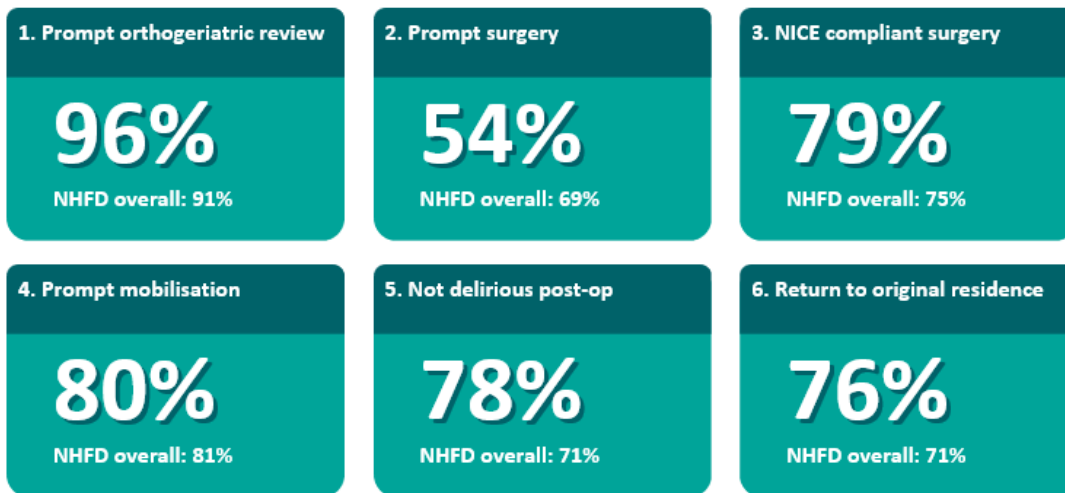 1. Prompt orthogeriatric review
96%
NHFD overall: 91%
2. Prompt surgery
54%
NHFD overall: 69%
3. NICE compliant surgery
79%
NHFD overall: 75%
4. Prompt mobilisation
80%
NHFD overall: 81%
5. Not delirious post-op
78%
NHFD overall: 71%
6. Return to original residence
76%
NHFD overall: 71%